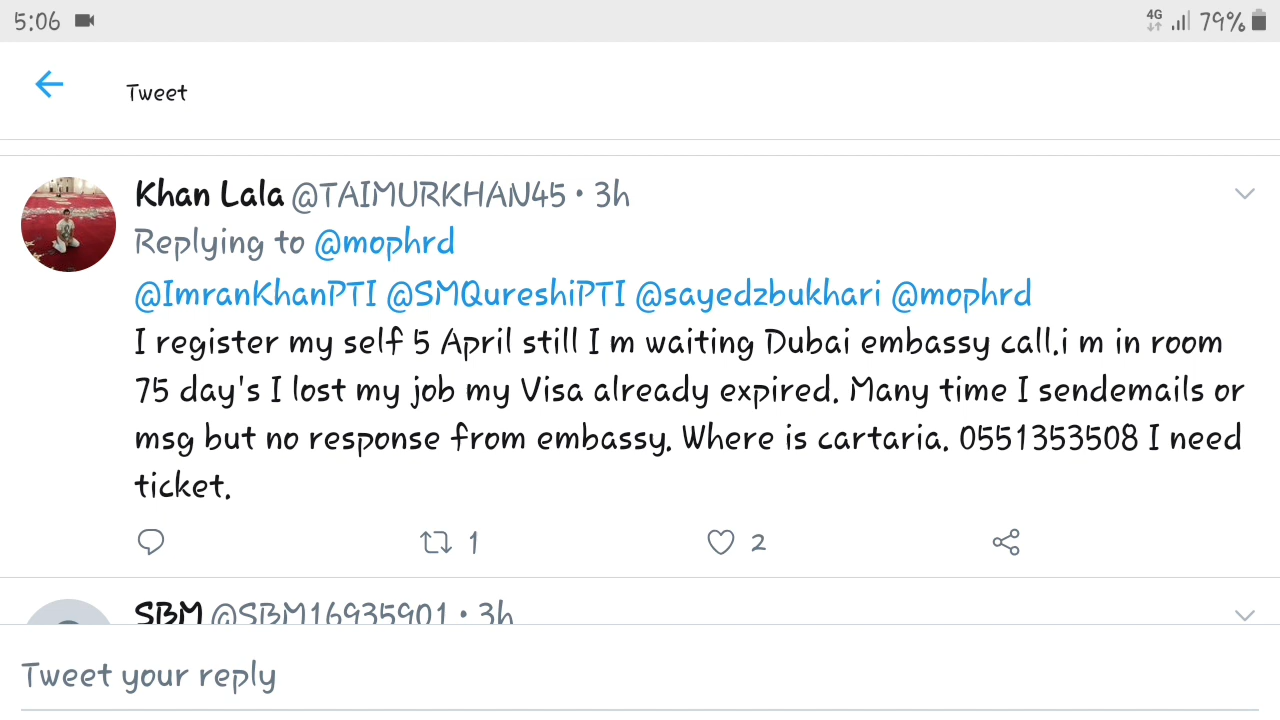 5:06 4G 79%
Tweet
Khan Lala @TAIMURKHAN45 • 3h
Replying to @mophrd
@ImranKhanPTI @SMQureshiPTI @sayedzbukhari @mophrd
I register my self 5 April still I m waiting Dubai embassy call.i m in room
75 day's I lost my job my Visa already expired. Many time I sendemails or
msg but no response from embassy. Where is cartaria. 0551353508 I need
ticket.
1 2
SBM @SBM16935901 • 3h
Tweet your reply